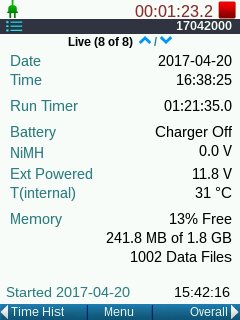 00:01:23.2
17042000
Live (8 of 8) /
Date 2017-04-20
Time 16:38:25
Run Timer 01:21:35.0
Battery Charger Off
NiMH 0.0 V
Ext Powered 11.8 V
T(internal) 31 °C
Memory 13% Free
241.8 MB of 1.8 GB
1002 Data Files
Started 2017-04-20 15:42:16
Time Hist Menu Overall